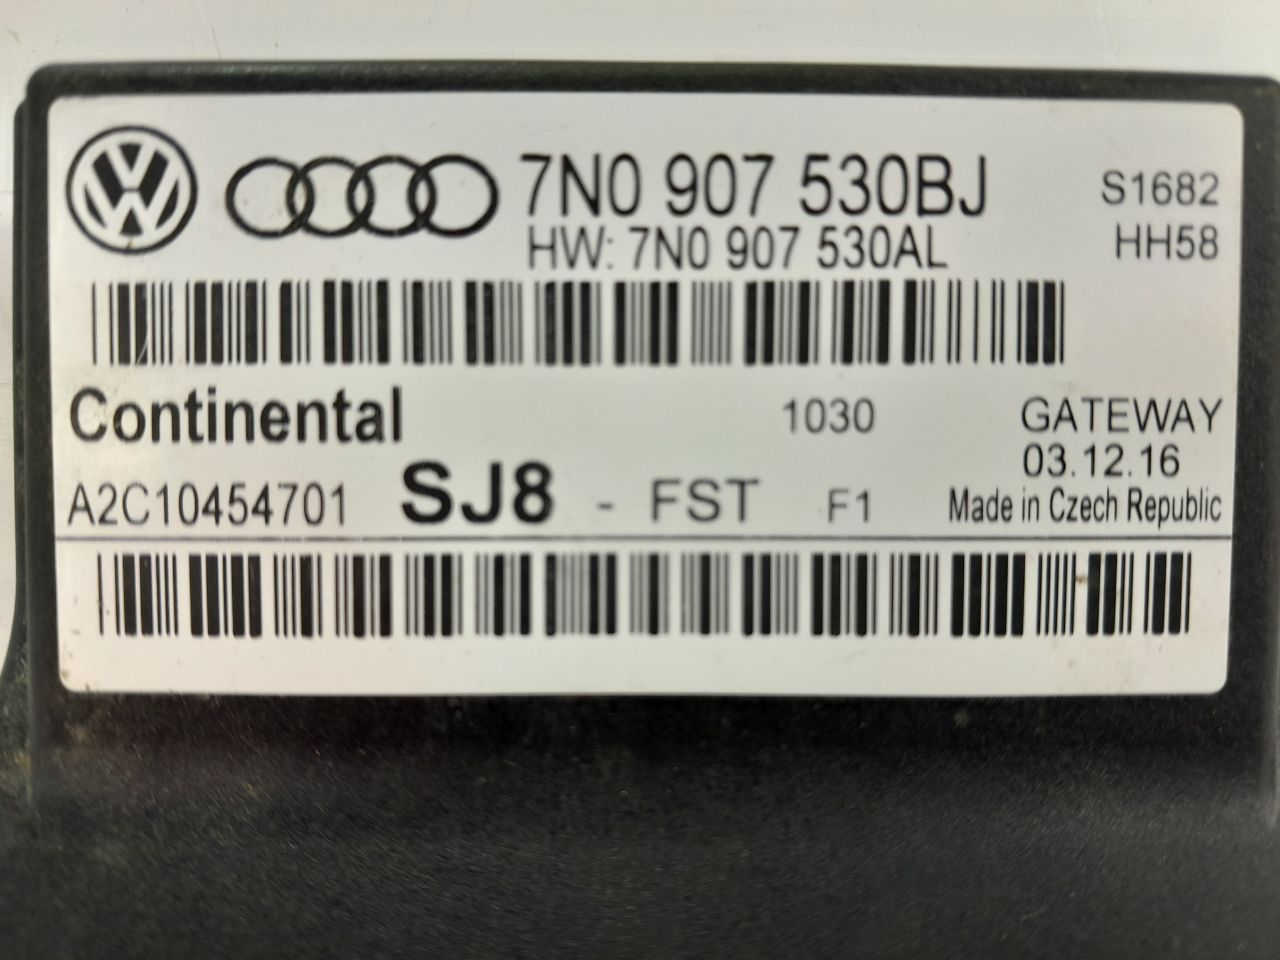 7N0 907 530BJ S1682
HW: 7N0 907 530AL HH58
Continental 1030 GATEWAY
03.12.16
A2C10454701 SJ8 - FST F1 Made in Czech Republic